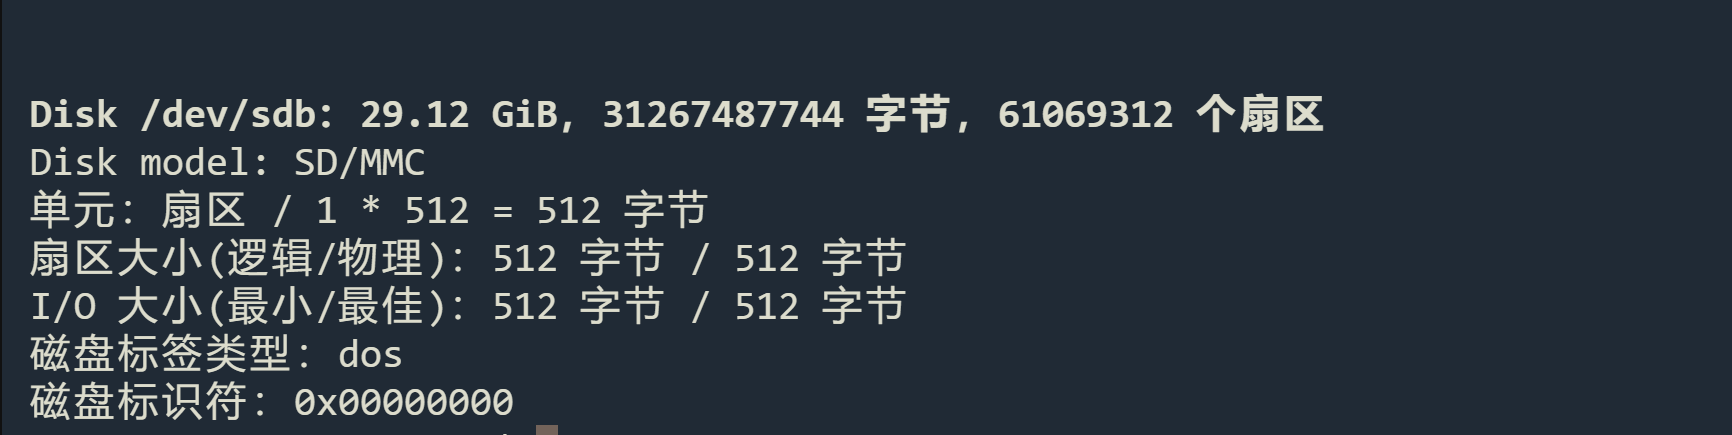 Disk /dev/sdb: 29.12 GiB, 31267487744 字节, 61069312 个扇区
Disk model: SD/MMC
单元: 扇区 / 1 * 512 = 512 字节
扇区大小(逻辑/物理): 512 字节 / 512 字节
I/O 大小(最小/最佳): 512 字节 / 512 字节
磁盘标签类型: dos
磁盘标识符: 0x00000000